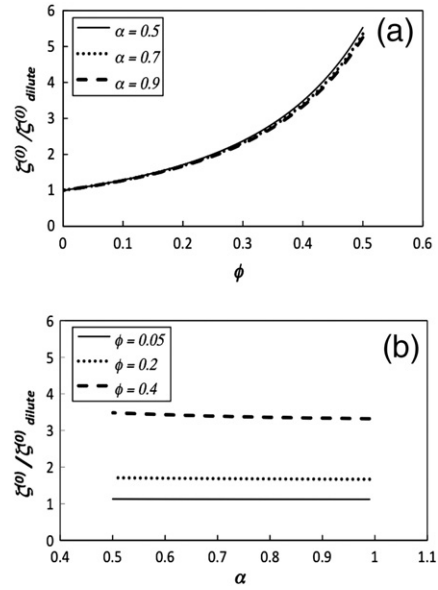 6
5
4
3
2
1
0
ζ⁽⁰⁾/ζ⁽⁰⁾dilute
α = 0.5
α = 0.7
α = 0.9
(a)
0 0.1 0.2 0.3 0.4 0.5 0.6
ϕ
6
5
4
3
2
1
0
ζ⁽⁰⁾/ζ⁽⁰⁾dilute
ϕ = 0.05
ϕ = 0.2
ϕ = 0.4
(b)
0.4 0.5 0.6 0.7 0.8 0.9 1 1.1
α